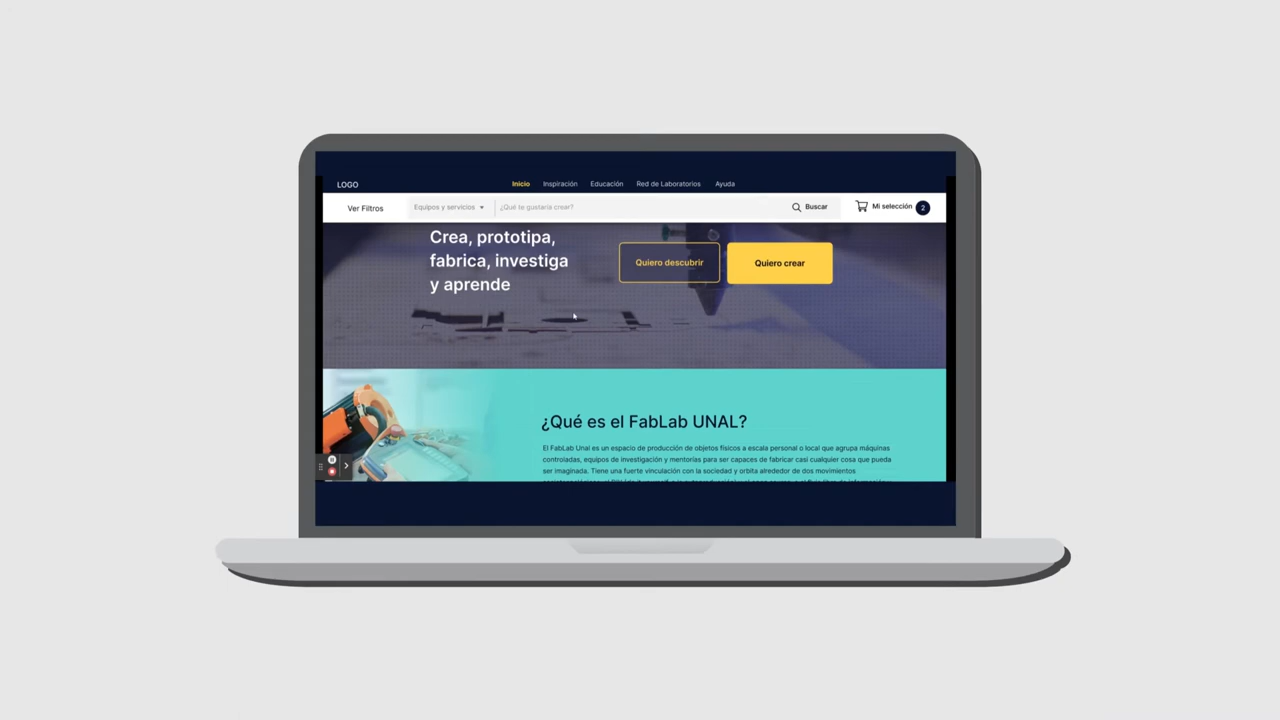 LOGO
Inicio Inspiración Educación Red de Laboratorios Ayuda
Ver Filtros Equipos y servicios ¿Qué te gustaría crear? Buscar Mi selección 2
Crea, prototipa,
fabrica, investiga
y aprende
Quiero descubrir Quiero crear
¿Qué es el FabLab UNAL?
El FabLab Unal es un espacio de producción de objetos físicos a escala personal o local que agrupa máquinas
controladas, equipos de investigación y mentorías para ser capaces de fabricar casi cualquier cosa que pueda
ser imaginada. Tiene una fuerte vinculación con la sociedad y orbita alrededor de dos movimientos